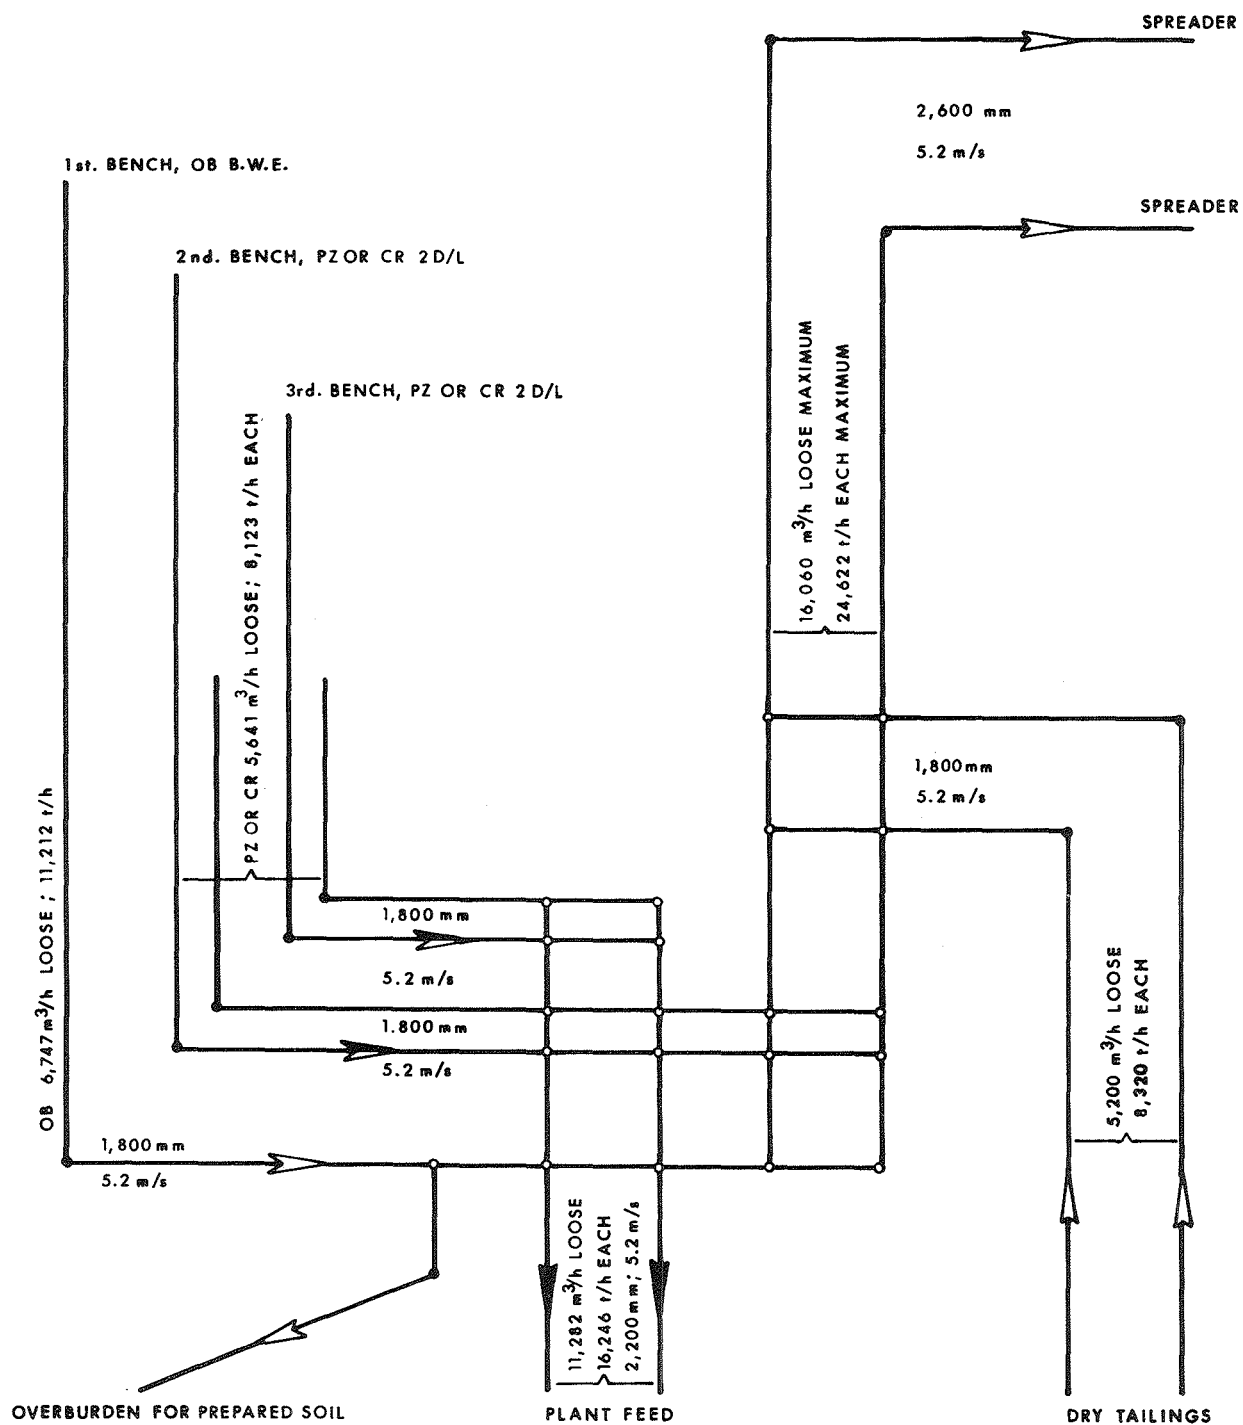 SPREADER
2,600 mm
5.2 m/s
1st. BENCH, OB B.W.E.
SPREADER
2nd. BENCH, PZ OR CR 2 D/L
3rd. BENCH, PZ OR CR 2 D/L
PZ OR CR 5,641 m³/h LOOSE; 8,123 t/h EACH
16,060 m³/h LOOSE MAXIMUM
24,622 t/h EACH MAXIMUM
1,800 mm
5.2 m/s
OB 6,747 m³/h LOOSE; 11,212 t/h
1,800 mm
5.2 m/s
1.800 mm
5.2 m/s
5,200 m³/h LOOSE
8,320 t/h EACH
1,800 mm
5.2 m/s
11,282 m³/h LOOSE
16,246 t/h EACH
2,200 mm; 5.2 m/s
OVERBURDEN FOR PREPARED SOIL
PLANT FEED
DRY TAILINGS